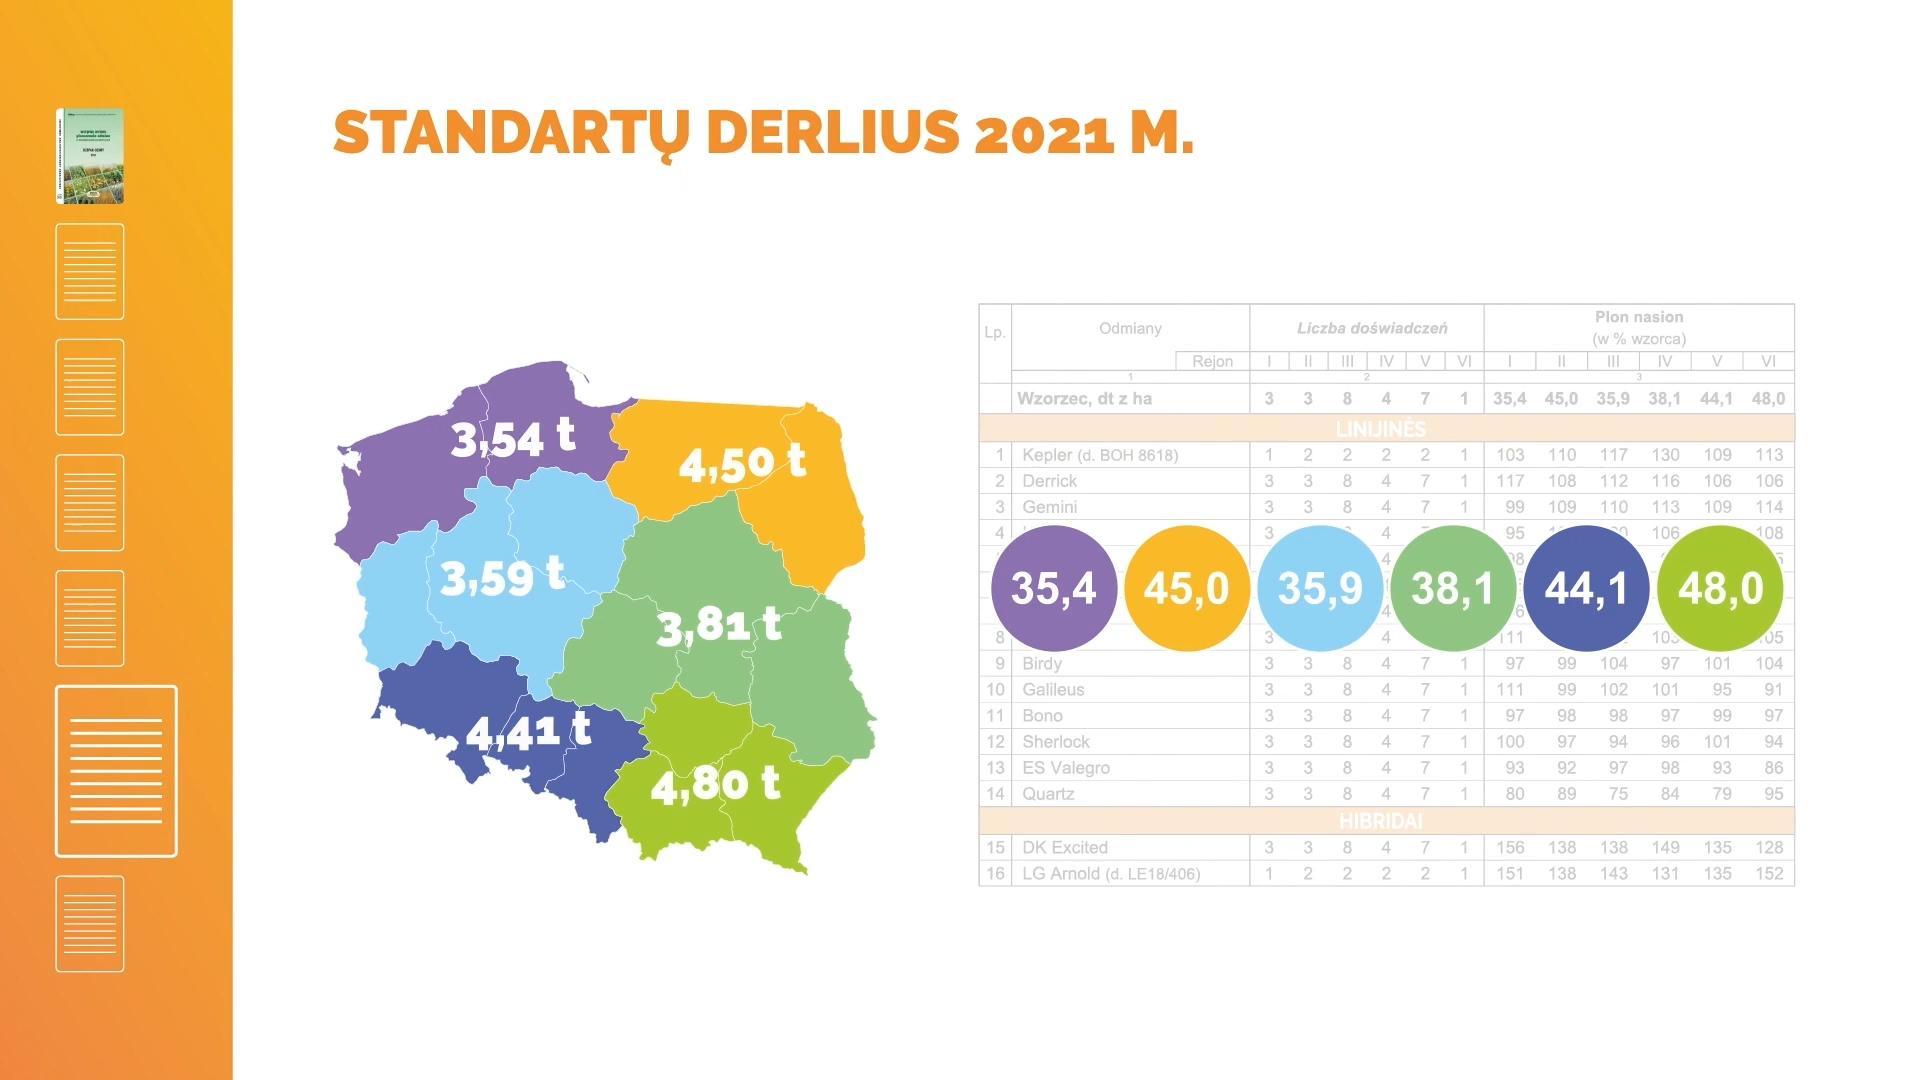 STANDARTŲ DERLIUS 2021 M.
3,54 t
4,50 t
3,59 t
3,81 t
4,41 t
4,80 t
Lp. Odmiany Liczba doświadczeń Plon nasion
(w % wzorca)
Rejon I II III IV V VI I II III IV V VI
1 2 3
Wzorzec, dt z ha 3 3 8 4 7 1 35,4 45,0 35,9 38,1 44,1 48,0
LINIJINĖS
1 Kepler (d. BOH 8618) 1 2 2 2 2 1 103 110 117 130 109 113
2 Derrick 3 3 8 4 7 1 117 108 112 116 106 106
3 Gemini 3 3 8 4 7 1 99 109 110 113 109 114
4 3 4 95 106 108
4
35,4 45,0 35,9 38,1 44,1 48,0
4
8 3 4
9 Birdy 3 3 8 4 7 1 97 99 104 97 101 104
10 Galileus 3 3 8 4 7 1 111 99 102 101 95 91
11 Bono 3 3 8 4 7 1 97 98 98 97 99 97
12 Sherlock 3 3 8 4 7 1 100 97 94 96 101 94
13 ES Valegro 3 3 8 4 7 1 93 92 97 98 93 86
14 Quartz 3 3 8 4 7 1 80 89 75 84 79 95
HIBRIDAI
15 DK Excited 3 3 8 4 7 1 156 138 138 149 135 128
16 LG Arnold (d. LE18/406) 1 2 2 2 2 1 151 138 143 131 135 152